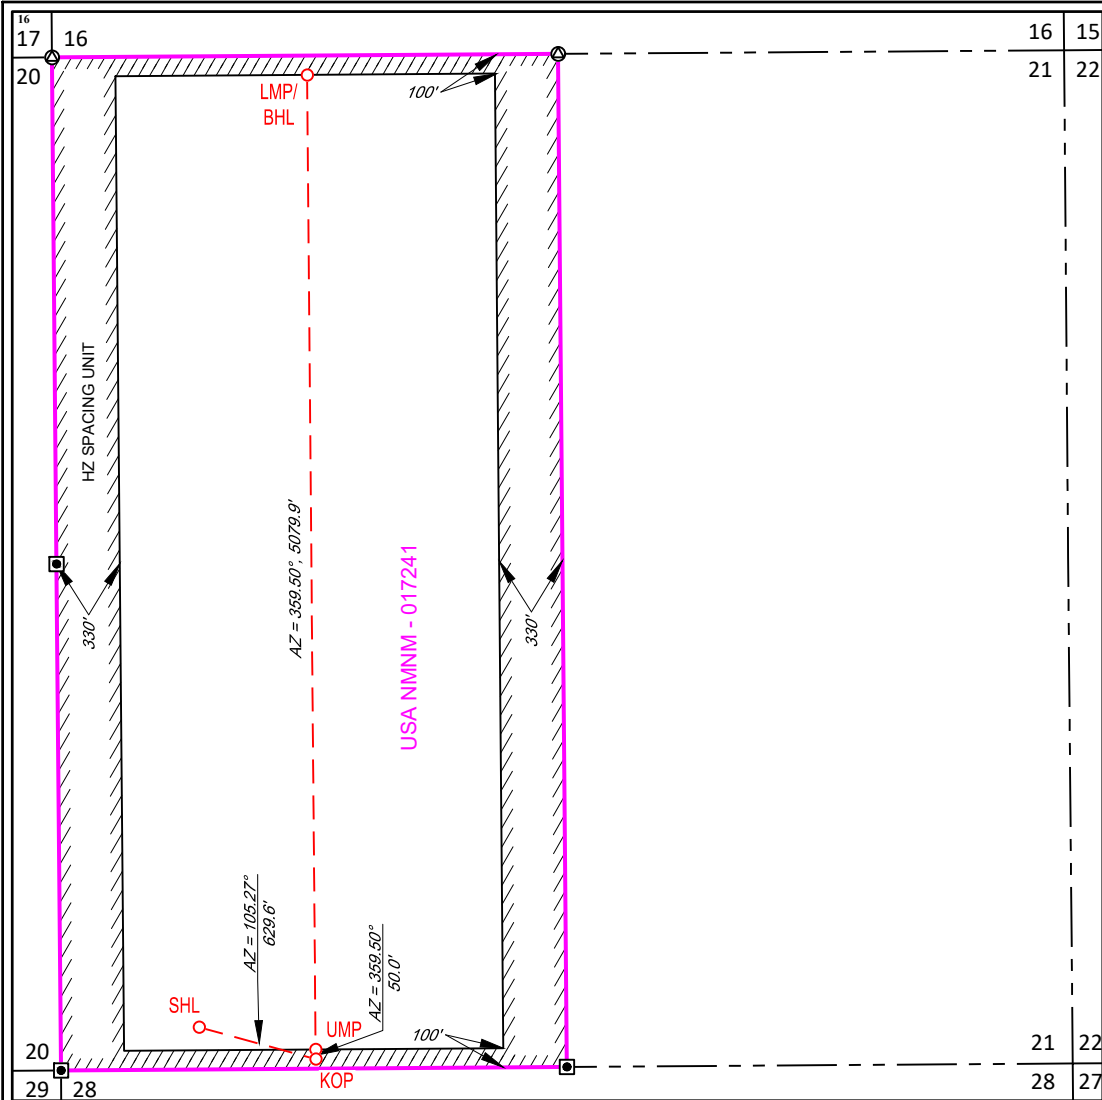 16
17
16
16
15
20
21
22
LMP/
BHL
100'
HZ SPACING UNIT
AZ = 359.50°, 5079.9'
USA NMNM - 017241
330'
330'
AZ = 105.27°
629.6'
AZ = 359.50°
50.0'
SHL
UMP
100'
KOP
20
21
22
29
28
28
27